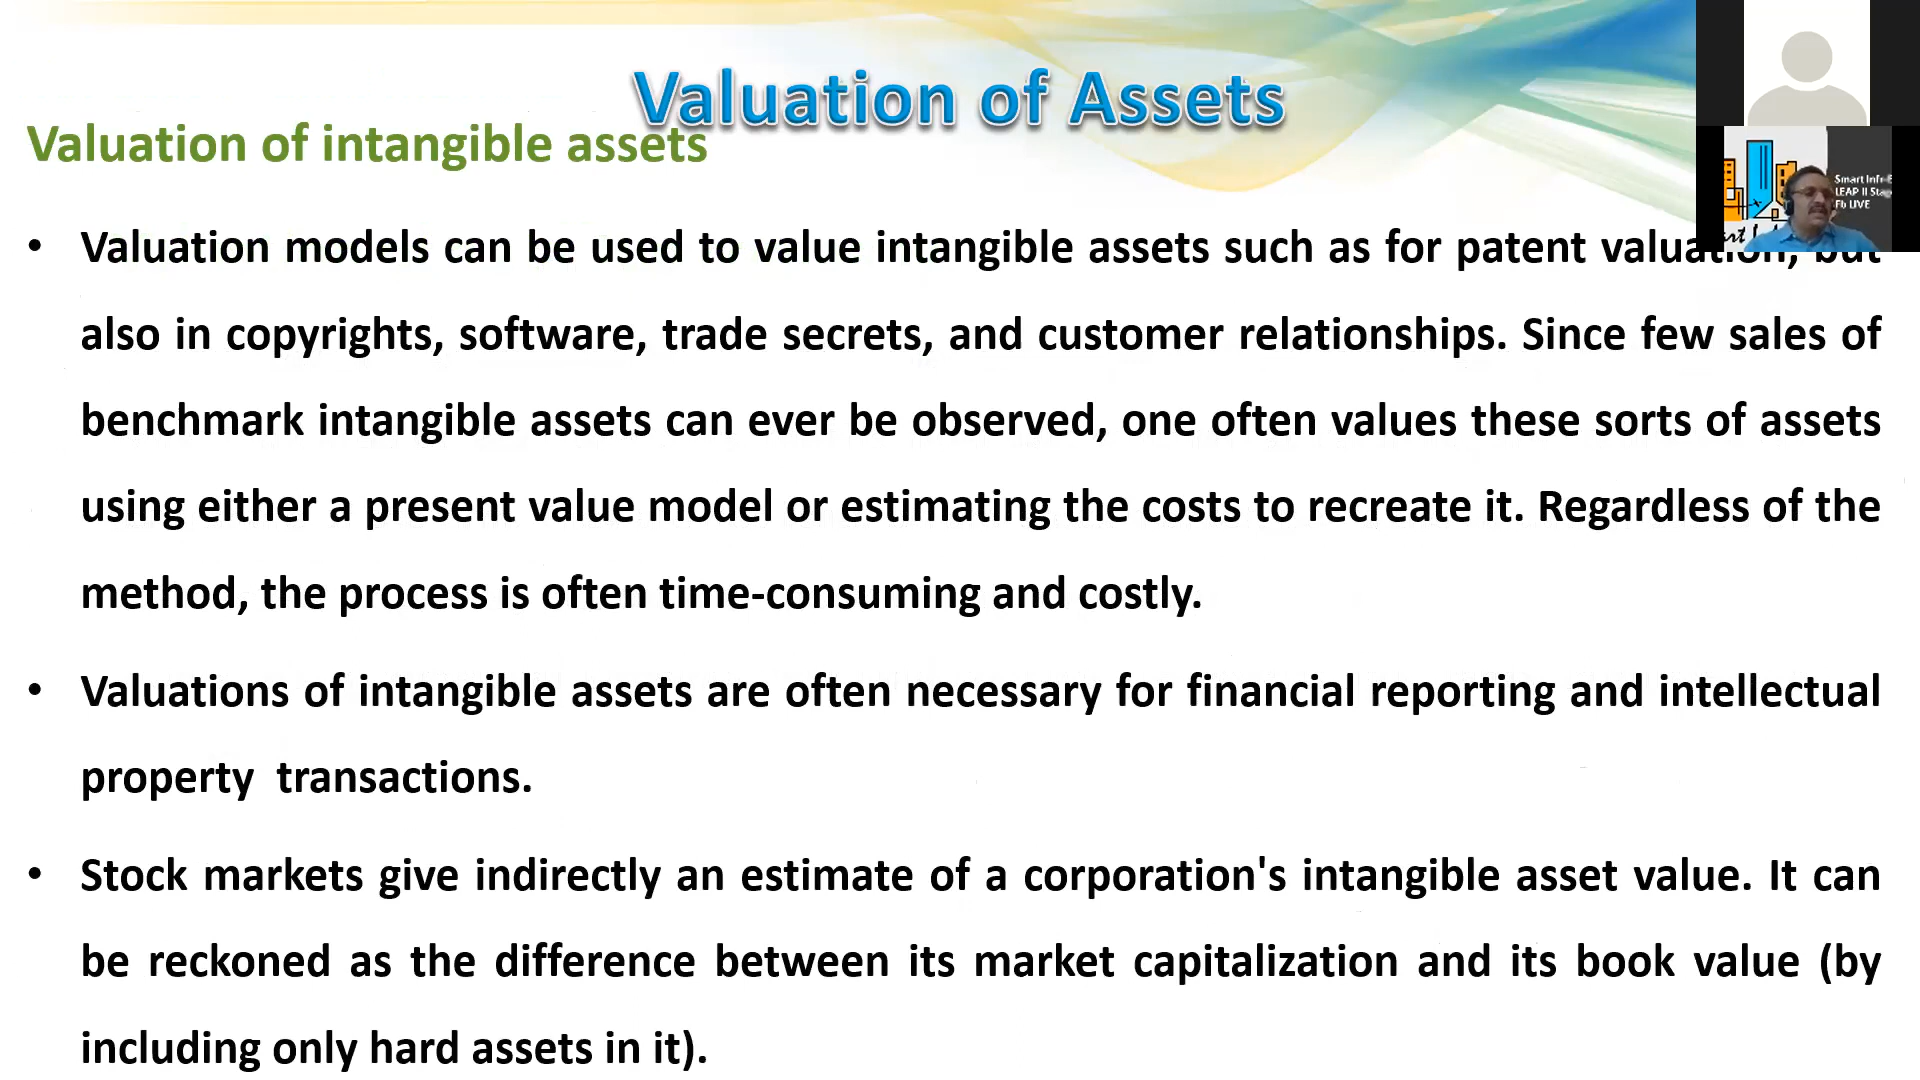 Valuation of Assets
Valuation of intangible assets
• Valuation models can be used to value intangible assets such as for patent valuation, but
also in copyrights, software, trade secrets, and customer relationships. Since few sales of
benchmark intangible assets can ever be observed, one often values these sorts of assets
using either a present value model or estimating the costs to recreate it. Regardless of the
method, the process is often time-consuming and costly.
• Valuations of intangible assets are often necessary for financial reporting and intellectual
property transactions.
• Stock markets give indirectly an estimate of a corporation's intangible asset value. It can
be reckoned as the difference between its market capitalization and its book value (by
including only hard assets in it).
Smart
LEAP II
Fb LIVE